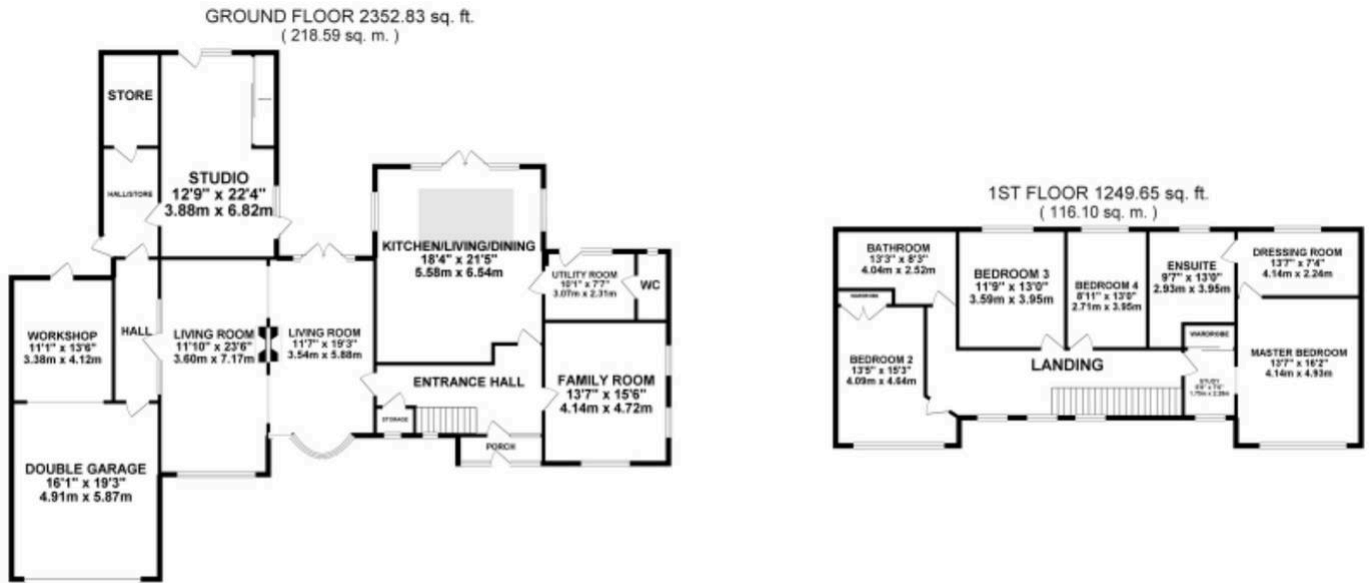 GROUND FLOOR 2352.83 sq. ft.
( 218.59 sq. m. )
STORE
HALL/STORE
STUDIO
12'9" x 22'4"
3.88m x 6.82m
KITCHEN/LIVING/DINING
18'4" x 21'5"
5.58m x 6.54m
UTILITY ROOM
10'1" x 7'7"
3.07m x 2.31m
WC
WORKSHOP
11'1" x 13'6"
3.38m x 4.12m
HALL
LIVING ROOM
11'10" x 23'6"
3.60m x 7.17m
LIVING ROOM
11'7" x 19'3"
3.54m x 5.88m
ENTRANCE HALL
FAMILY ROOM
13'7" x 15'6"
4.14m x 4.72m
STORAGE
PORCH
DOUBLE GARAGE
16'1" x 19'3"
4.91m x 5.87m
1ST FLOOR 1249.65 sq. ft.
( 116.10 sq. m. )
BATHROOM
13'3" x 8'3"
4.04m x 2.52m
BEDROOM 3
11'9" x 13'0"
3.59m x 3.95m
BEDROOM 4
8'11" x 13'0"
2.71m x 3.95m
ENSUITE
9'7" x 13'0"
2.93m x 3.95m
DRESSING ROOM
13'7" x 7'4"
4.14m x 2.24m
WARDROBE
WARDROBE
BEDROOM 2
13'5" x 15'3"
4.09m x 4.64m
LANDING
MASTER BEDROOM
13'7" x 16'2"
4.14m x 4.93m
STUDY